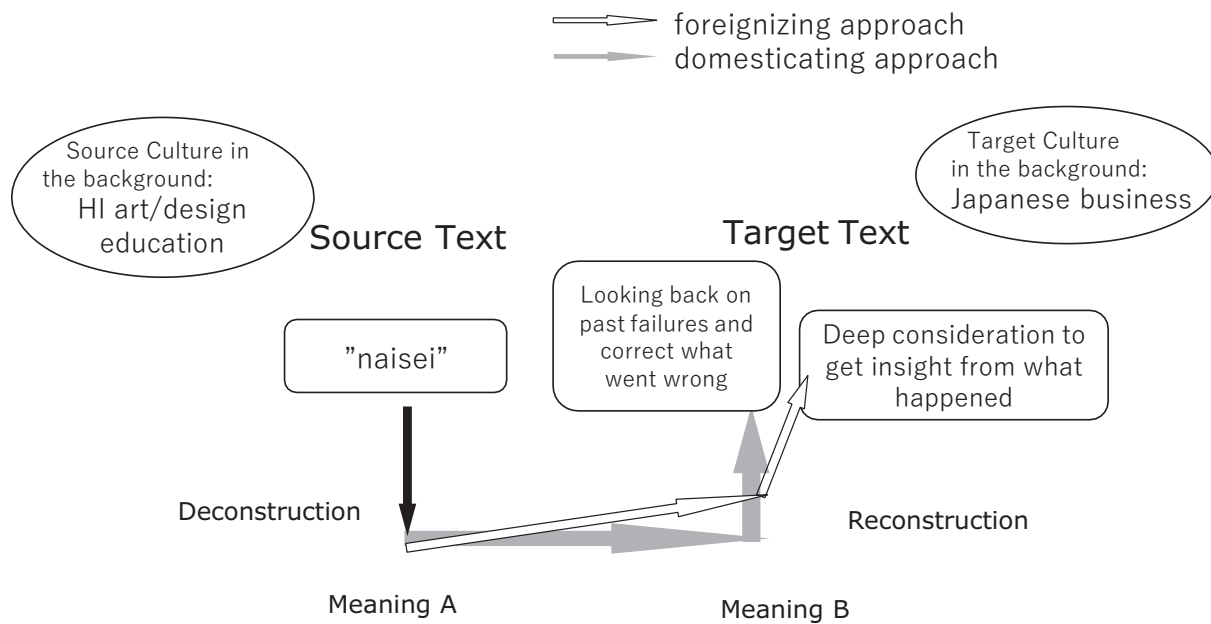 foreignizing approach
domesticating approach
Source Culture in
the background:
HI art/design
education
Target Culture
in the background:
Japanese business
Source Text
Target Text
"naisei"
Looking back on
past failures and
correct what
went wrong
Deep consideration to
get insight from what
happened
Deconstruction
Reconstruction
Meaning A
Meaning B